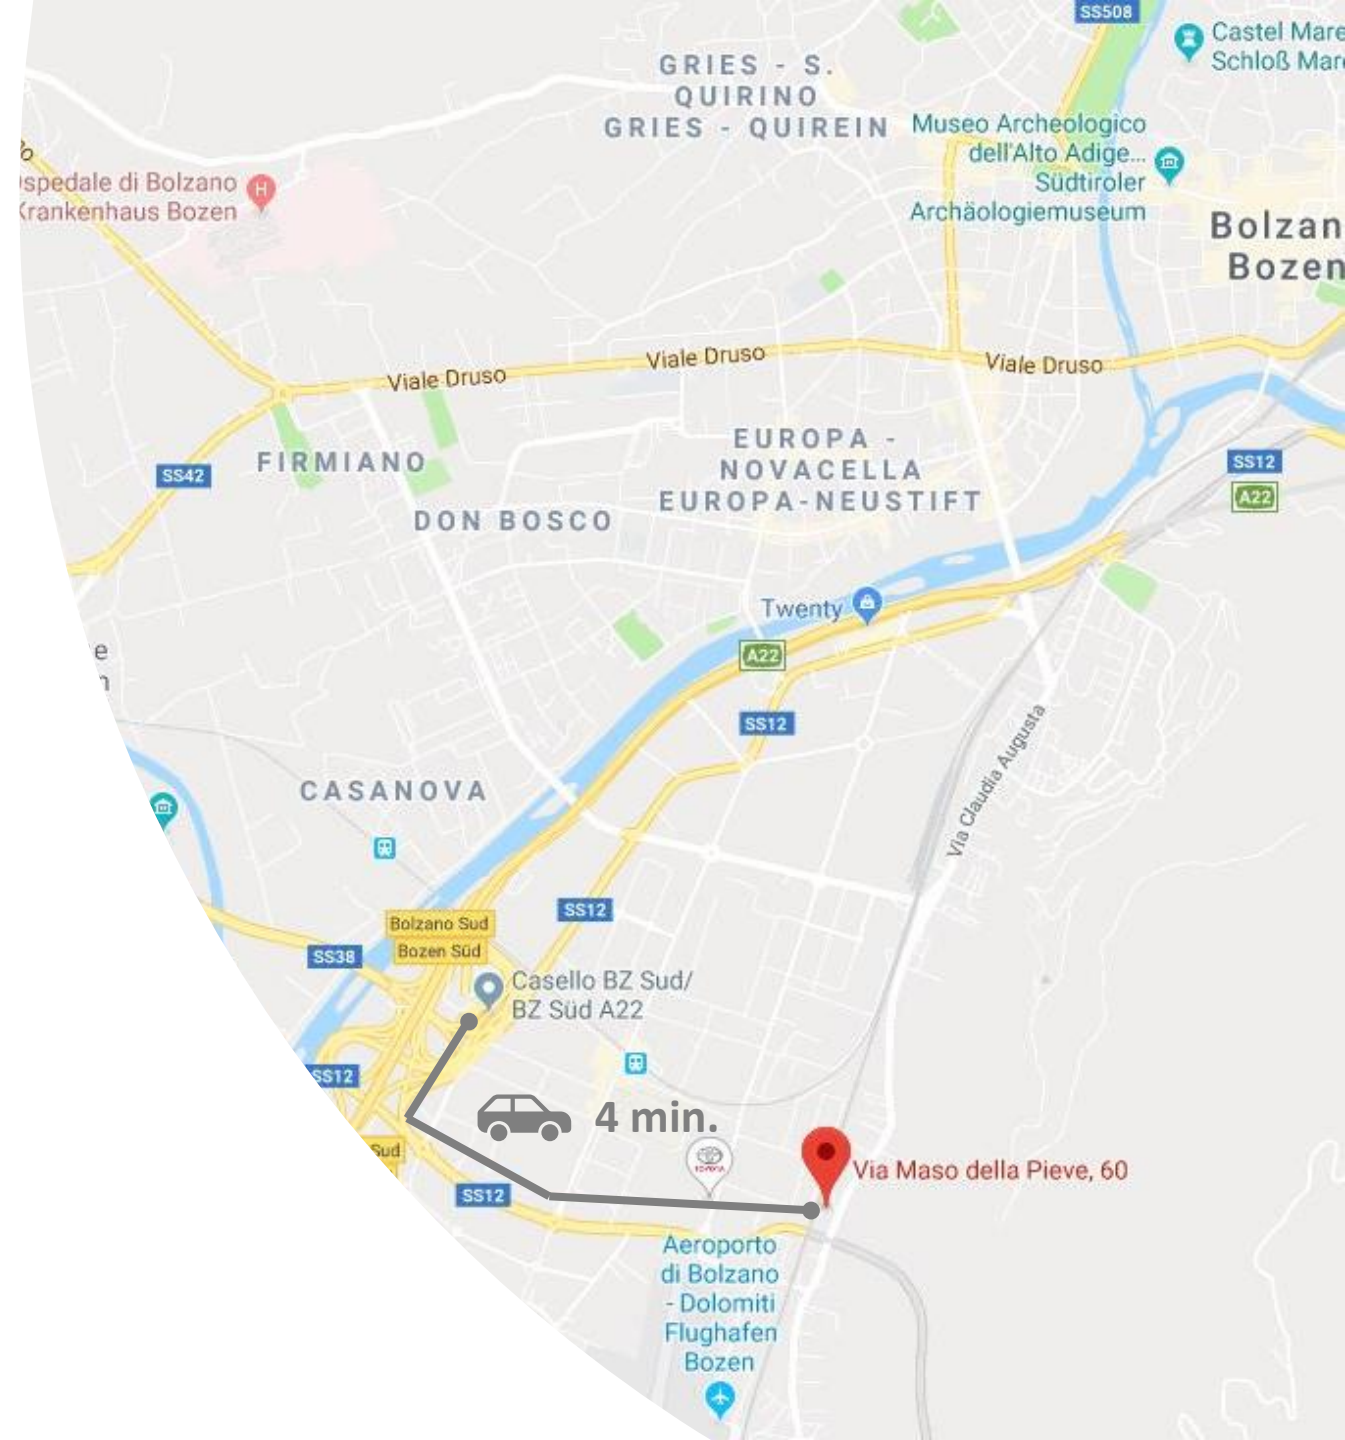 SS508
Castel Mare
Schloß Mar
GRIES - S.
QUIRINO
GRIES - QUIREIN
Museo Archeologico
dell'Alto Adige...
Südtiroler
Archäologiemuseum
spedale di Bolzano
Krankenhaus Bozen
H
Bolzan
Bozen
Viale Druso
Viale Druso
Viale Druso
FIRMIANO
SS42
DON BOSCO
EUROPA -
NOVACELLA
EUROPA-NEUSTIFT
SS12
A22
Twenty
A22
SS12
e
n
Via Claudia Augusta
CASANOVA
SS12
Bolzano Sud
Bozen Süd
SS38
Casello BZ Sud/
BZ Süd A22
SS12
4 min.
Sud
TOYOTA
Via Maso della Pieve, 60
SS12
Aeroporto
di Bolzano
- Dolomiti
Flughafen
Bozen